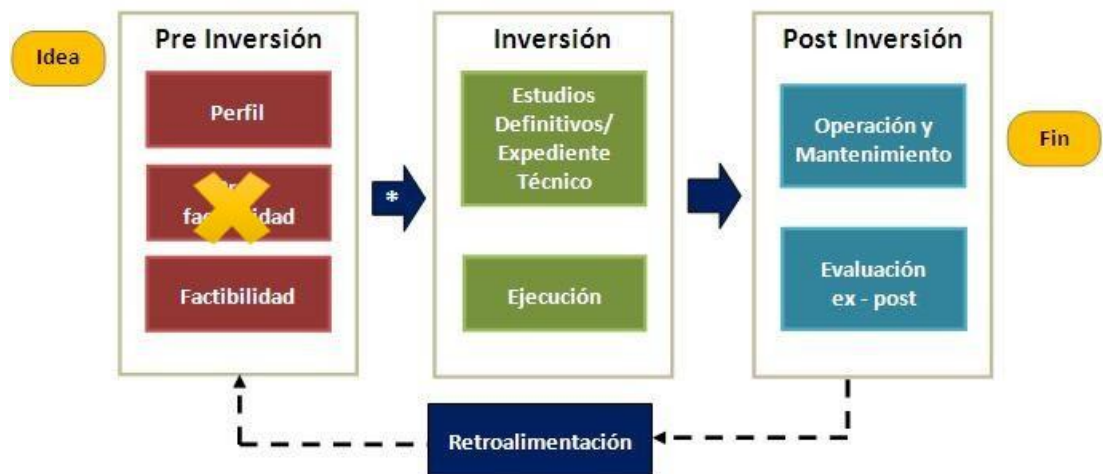 Idea
Pre Inversión
Perfil
Factibilidad
*
Inversión
Estudios
Definitivos/
Expediente
Técnico
Ejecución
Post Inversión
Operación y
Mantenimiento
Evaluación
ex - post
Fin
Retroalimentación